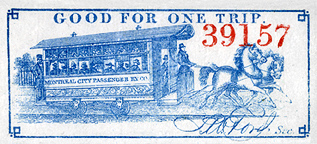 GOOD FOR ONE TRIP.
39157
MONTREAL CITY PASSENGER RY CO
Sec.